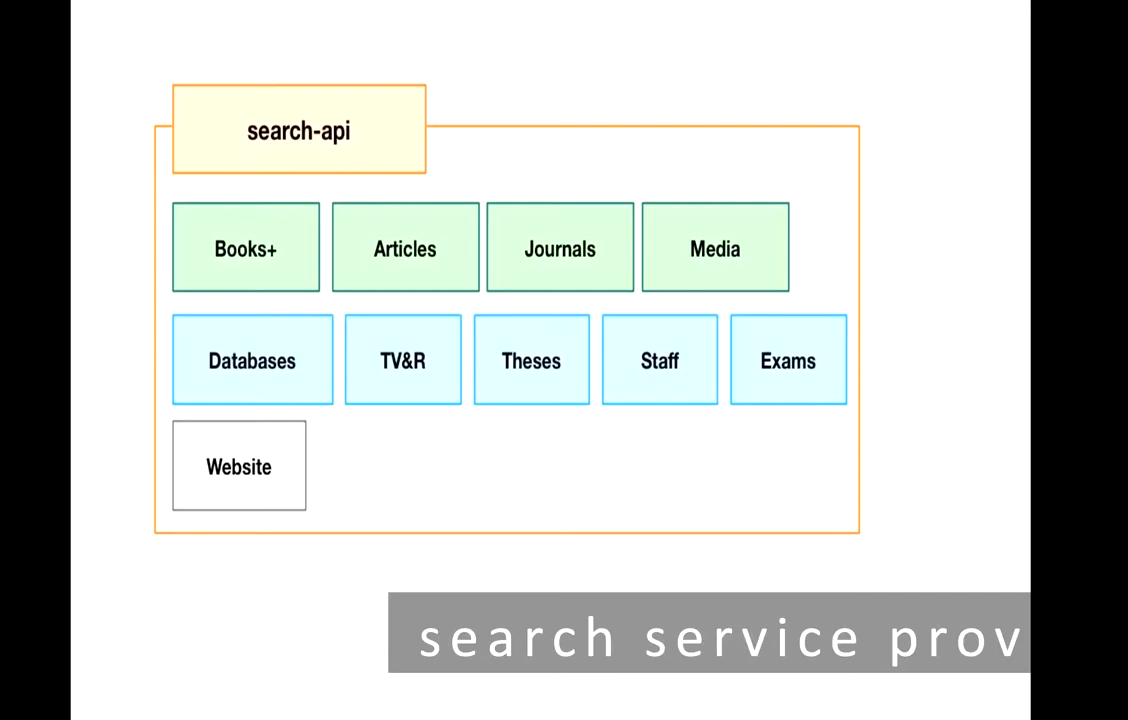 search-api
Books+ Articles Journals Media
Databases TV&R Theses Staff Exams
Website
search service prov